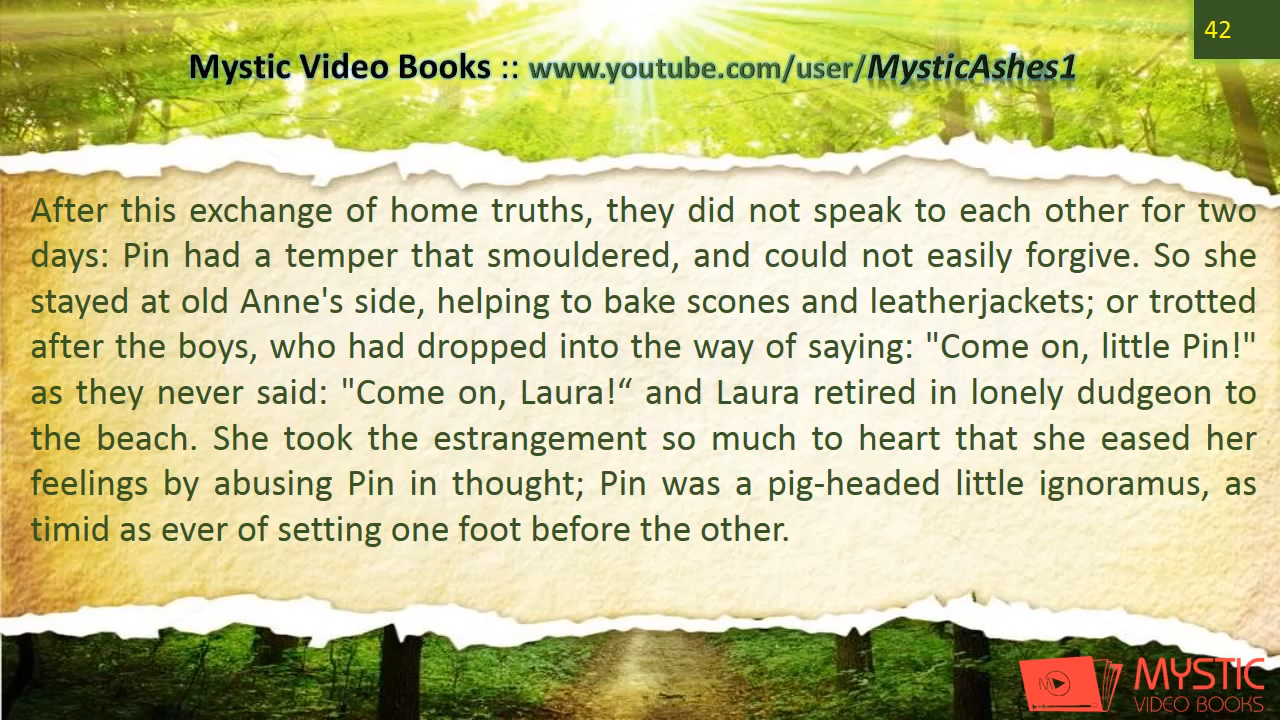 42
Mystic Video Books :: www.youtube.com/user/MysticAshes1
After this exchange of home truths, they did not speak to each other for two
days: Pin had a temper that smouldered, and could not easily forgive. So she
stayed at old Anne's side, helping to bake scones and leatherjackets; or trotted
after the boys, who had dropped into the way of saying: "Come on, little Pin!"
as they never said: "Come on, Laura!“ and Laura retired in lonely dudgeon to
the beach. She took the estrangement so much to heart that she eased her
feelings by abusing Pin in thought; Pin was a pig-headed little ignoramus, as
timid as ever of setting one foot before the other.
MYSTIC
VIDEO BOOKS